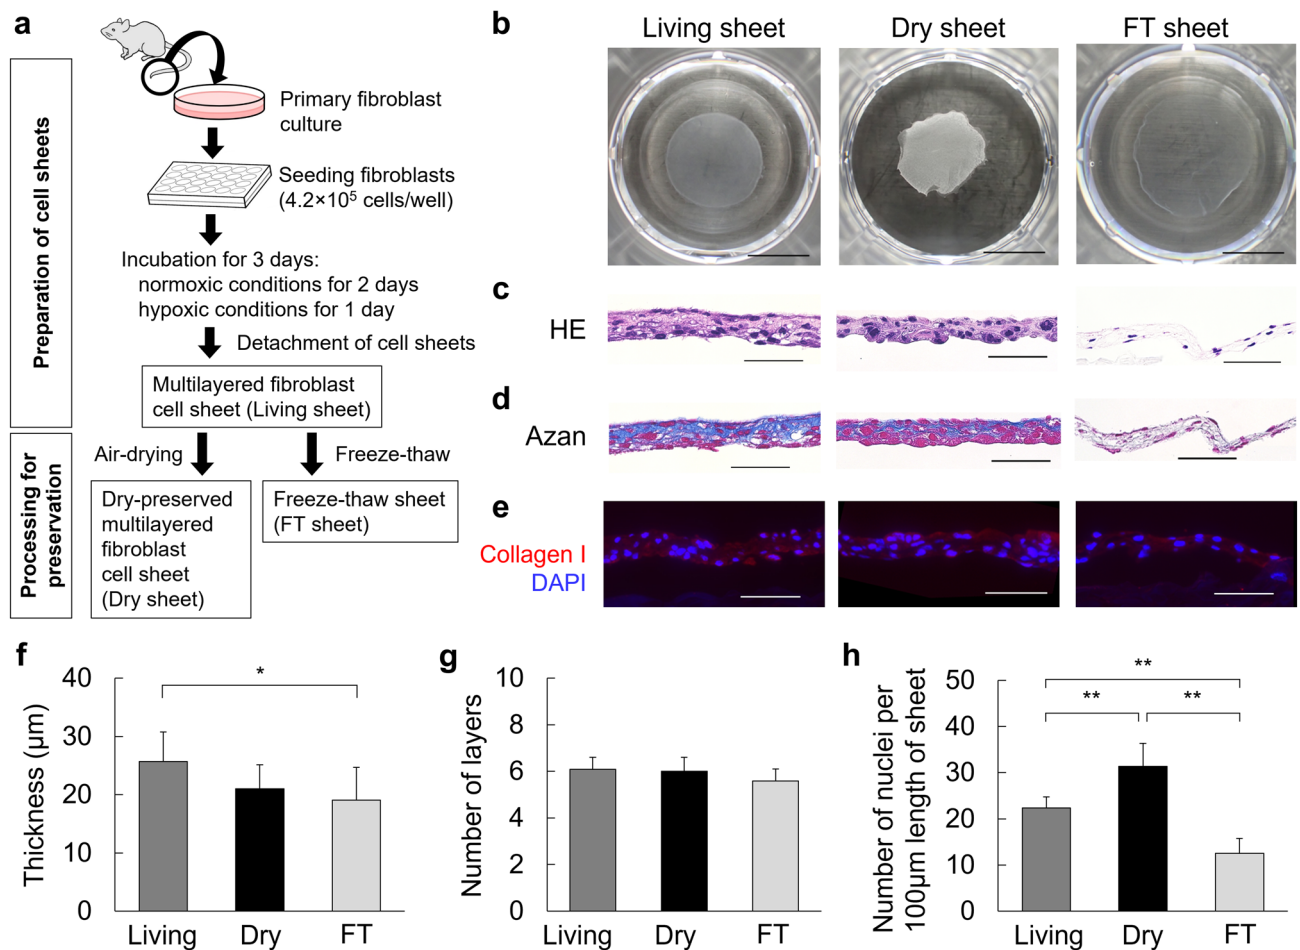 a
Primary fibroblast
culture
Seeding fibroblasts
(4.2×10⁵ cells/well)
Incubation for 3 days:
normoxic conditions for 2 days
hypoxic conditions for 1 day
Detachment of cell sheets
Multilayered fibroblast
cell sheet (Living sheet)
Preparation of cell sheets
Air-drying
Freeze-thaw
Dry-preserved
multilayered
fibroblast
cell sheet
(Dry sheet)
Freeze-thaw sheet
(FT sheet)
Processing for
preservation
b
Living sheet
Dry sheet
FT sheet
c
HE
d
Azan
e
Collagen I
DAPI
f
Thickness (μm)
40
30
20
10
0
*
Living
Dry
FT
g
Number of layers
10
8
6
4
2
0
Living
Dry
FT
h
Number of nuclei per
100μm length of sheet
50
40
30
20
10
0
**
**
**
Living
Dry
FT